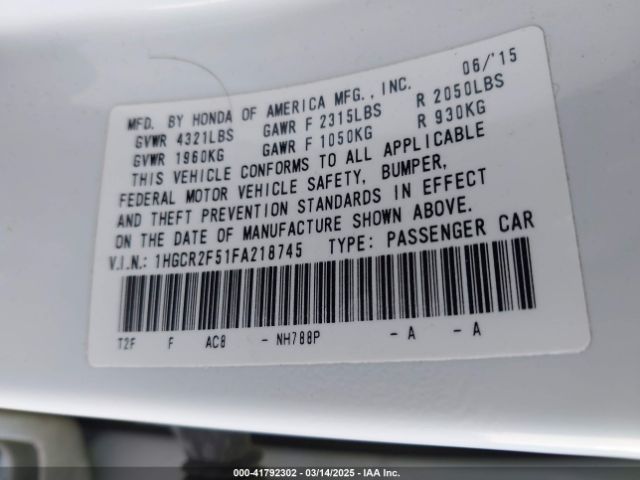 06/'15
MFD. BY HONDA OF AMERICA MFG., INC.
GVWR 4321LBS GAWR F 2315LBS R 2050LBS
GVWR 1960KG GAWR F 1050KG R 930KG
THIS VEHICLE CONFORMS TO ALL APPLICABLE
FEDERAL MOTOR VEHICLE SAFETY, BUMPER,
AND THEFT PREVENTION STANDARDS IN EFFECT
ON THE DATE OF MANUFACTURE SHOWN ABOVE.
V.I.N.: 1HGCR2F51FA218745 TYPE: PASSENGER CAR
T2F F AC8 - NH788P - A - A
000-41792302 - 03/14/2025 - IAA Inc.